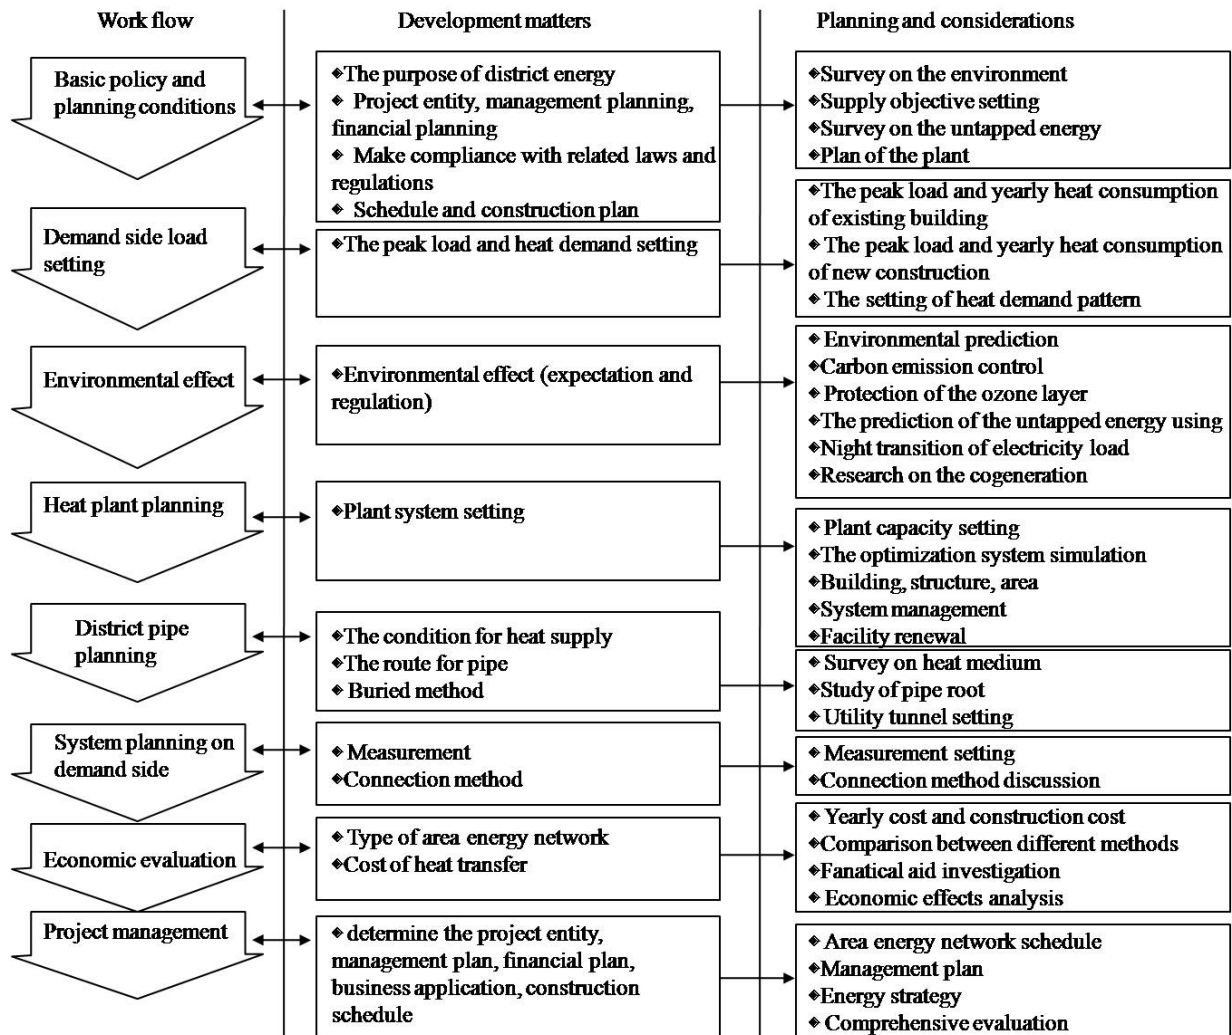 Work flow
Development matters
Planning and considerations
Basic policy and
planning conditions
◈The purpose of district energy
◈ Project entity, management planning,
financial planning
◈ Make compliance with related laws and
regulations
◈ Schedule and construction plan
◈Survey on the environment
◈Supply objective setting
◈Survey on the untapped energy
◈Plan of the plant
Demand side load
setting
◈The peak load and heat demand setting
◈The peak load and yearly heat consumption
of existing building
◈ The peak load and yearly heat consumption
of new construction
◈ The setting of heat demand pattern
Environmental effect
◈Environmental effect (expectation and
regulation)
◈ Environmental prediction
◈Carbon emission control
◈ Protection of the ozone layer
◈The prediction of the untapped energy using
◈Night transition of electricity load
◈Research on the cogeneration
Heat plant planning
◈Plant system setting
◈ Plant capacity setting
◈The optimization system simulation
◈Building, structure, area
◈System management
◈Facility renewal
District pipe
planning
◈The condition for heat supply
◈The route for pipe
◈ Buried method
◈ Survey on heat medium
◈Study of pipe root
◈ Utility tunnel setting
System planning on
demand side
◈ Measurement
◈Connection method
◈ Measurement setting
◈Connection method discussion
Economic evaluation
◈ Type of area energy network
◈Cost of heat transfer
◈ Yearly cost and construction cost
◈Comparison between different methods
◈Fanatical aid investigation
◈ Economic effects analysis
Project management
◈ determine the project entity,
management plan, financial plan,
business application, construction
schedule
◈ Area energy network schedule
◈Management plan
◈Energy strategy
◈ Comprehensive evaluation